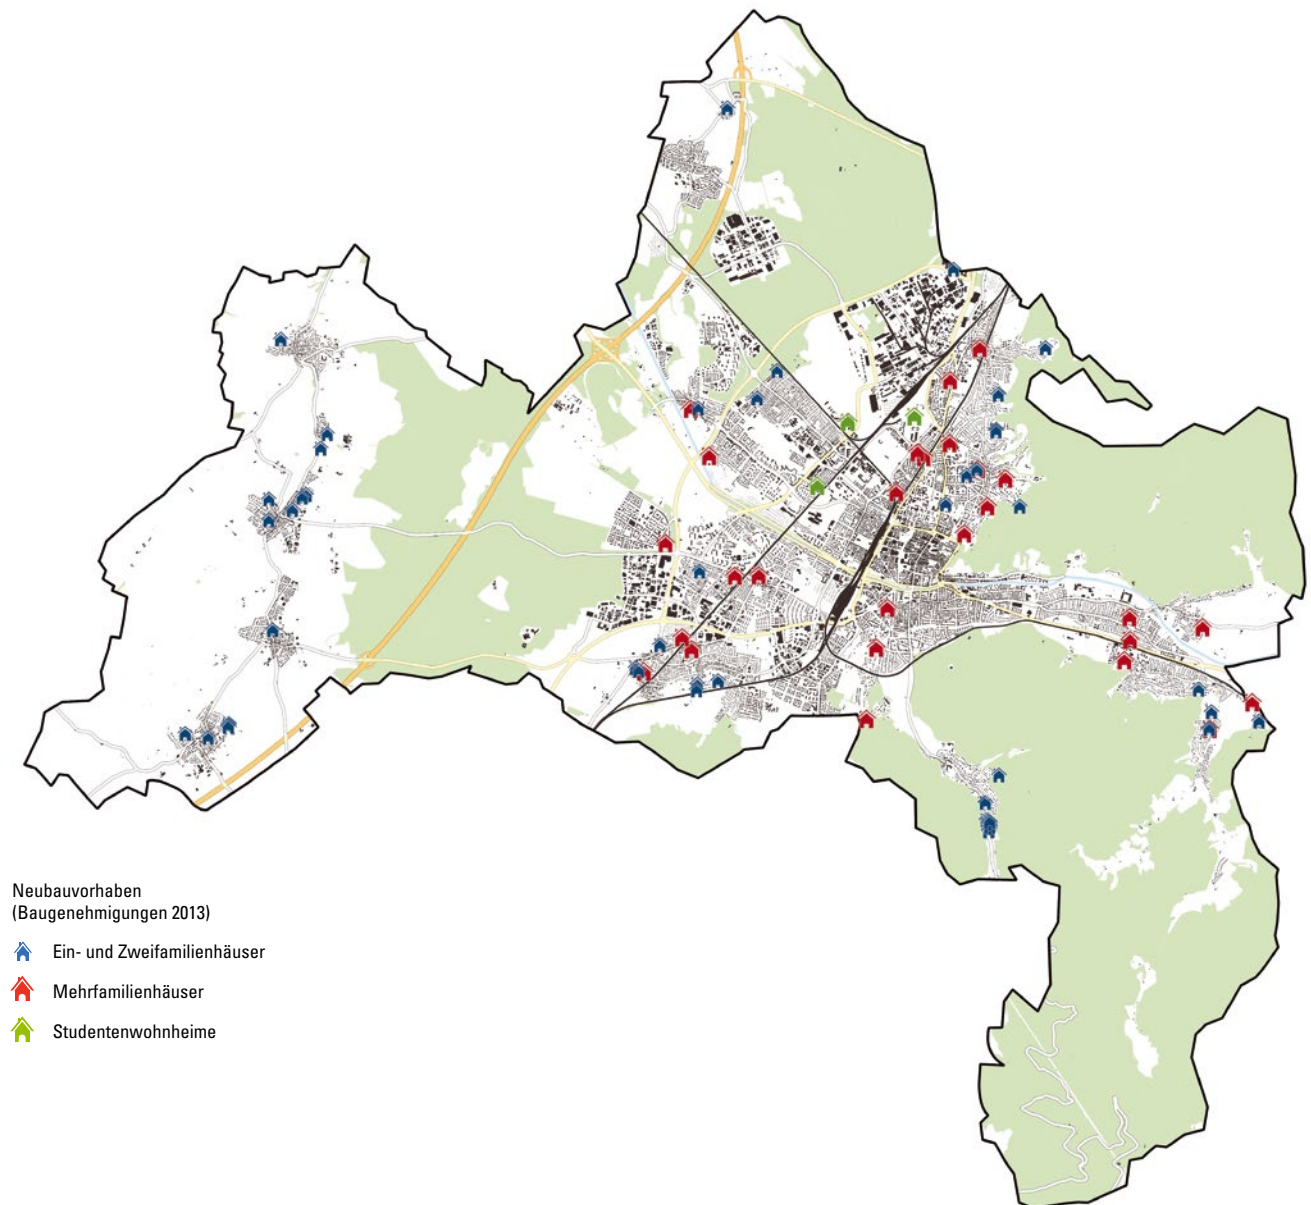 Neubauvorhaben
(Baugenehmigungen 2013)
Ein- und Zweifamilienhäuser
Mehrfamilienhäuser
Studentenwohnheime